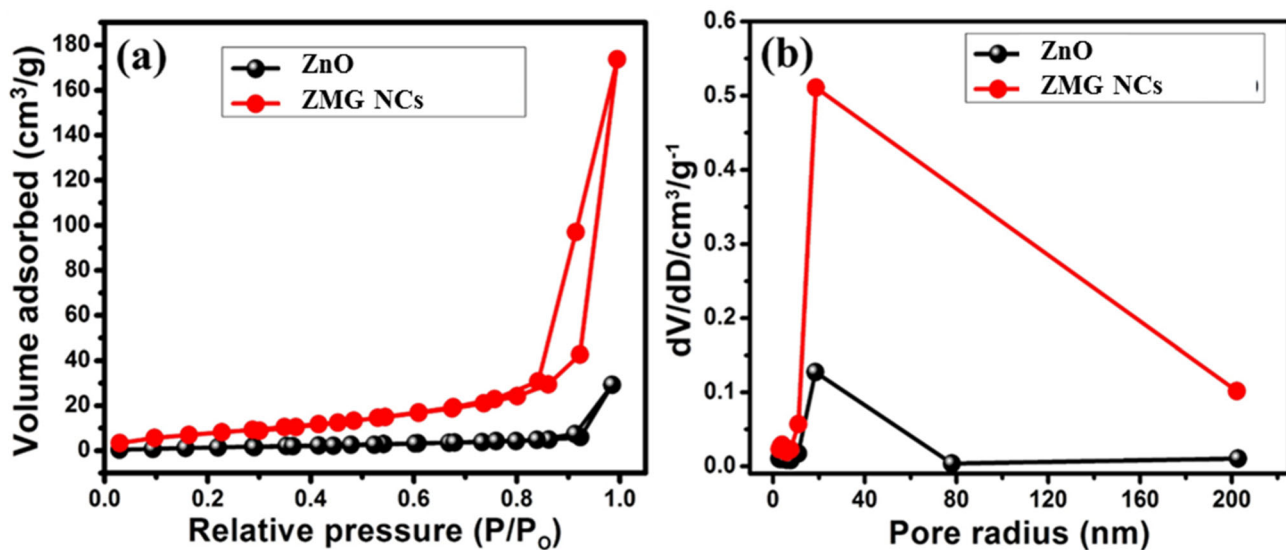 (a)
ZnO
ZMG NCs
Volume adsorbed (cm³/g)
180
160
140
120
100
80
60
40
20
0
0.0 0.2 0.4 0.6 0.8 1.0
Relative pressure (P/P₀)
(b)
ZnO
ZMG NCs
dV/dD/cm³/g⁻¹
0.6
0.5
0.4
0.3
0.2
0.1
0.0
0 40 80 120 160 200
Pore radius (nm)